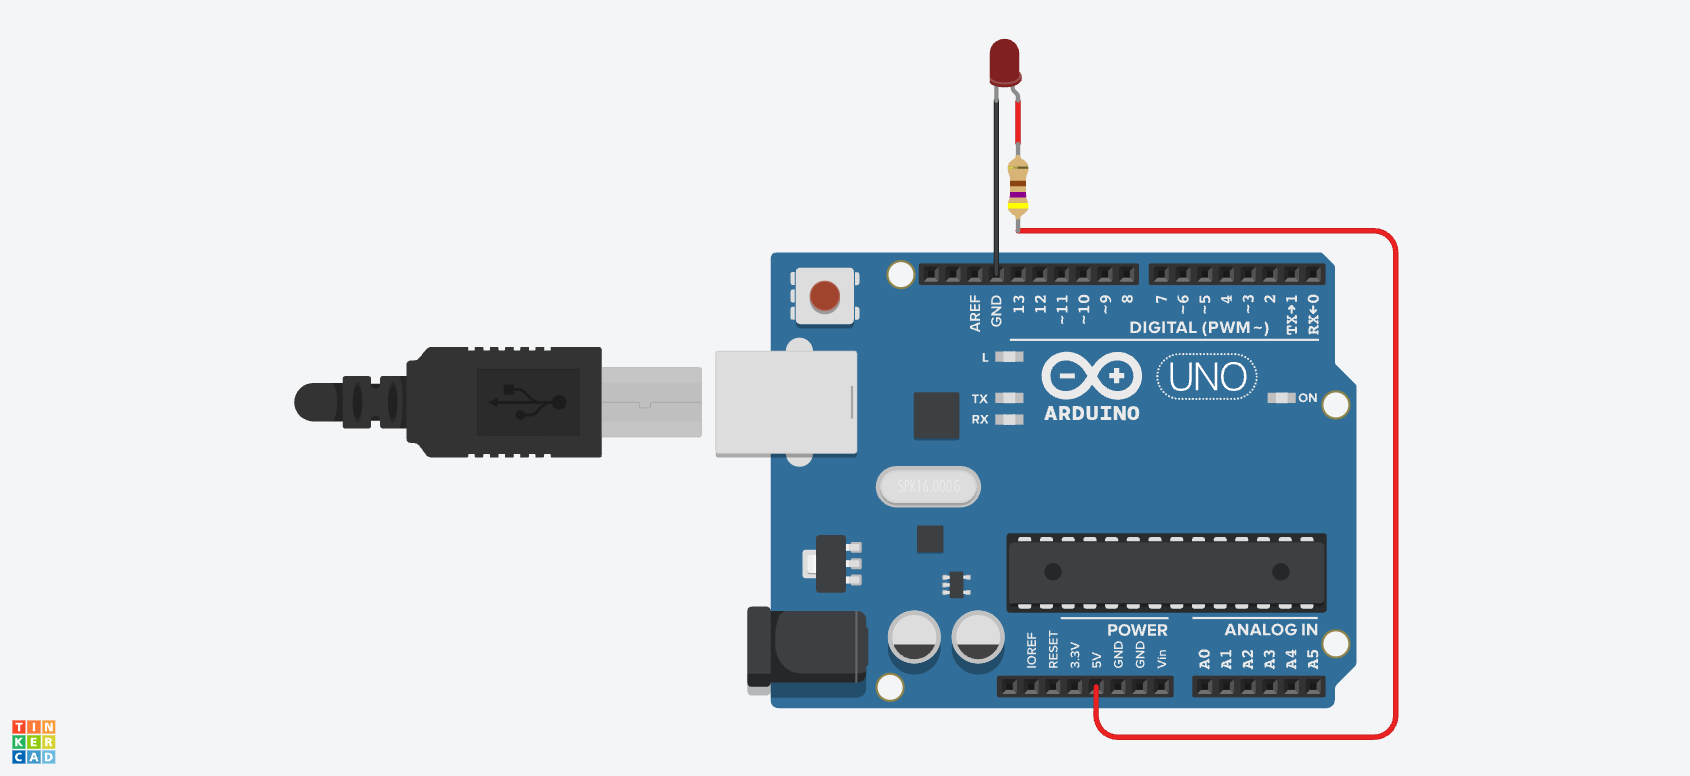 AREF
GND
13
12
~11
~10
~9
8
7
~6
~5
4
~3
2
TX→1
RX←0
DIGITAL (PWM~)
L
TX
RX
ARDUINO
UNO
ON
SPK16.000G
POWER
ANALOG IN
IOREF
RESET
3.3V
5V
GND
GND
Vin
A0
A1
A2
A3
A4
A5
TIN
KER
CAD